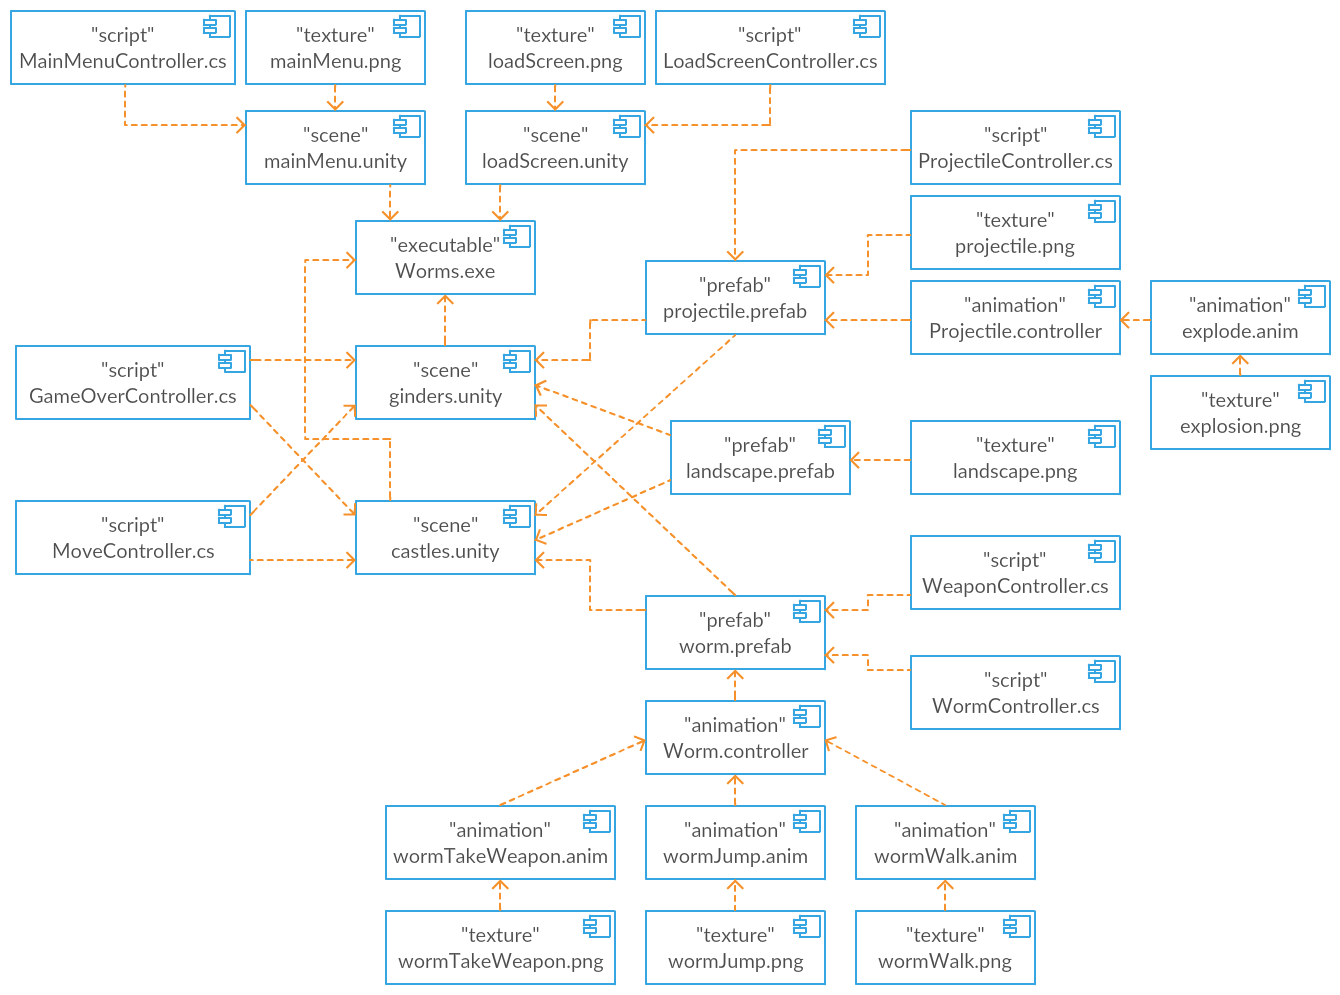 "script"
MainMenuController.cs
"texture"
mainMenu.png
"texture"
loadScreen.png
"script"
LoadScreenController.cs
"scene"
mainMenu.unity
"scene"
loadScreen.unity
"script"
ProjectileController.cs
"texture"
projectile.png
"executable"
Worms.exe
"prefab"
projectile.prefab
"animation"
Projectile.controller
"animation"
explode.anim
"script"
GameOverController.cs
"scene"
ginders.unity
"texture"
explosion.png
"prefab"
landscape.prefab
"texture"
landscape.png
"script"
MoveController.cs
"scene"
castles.unity
"script"
WeaponController.cs
"prefab"
worm.prefab
"script"
WormController.cs
"animation"
Worm.controller
"animation"
wormTakeWeapon.anim
"animation"
wormJump.anim
"animation"
wormWalk.anim
"texture"
wormTakeWeapon.png
"texture"
wormJump.png
"texture"
wormWalk.png